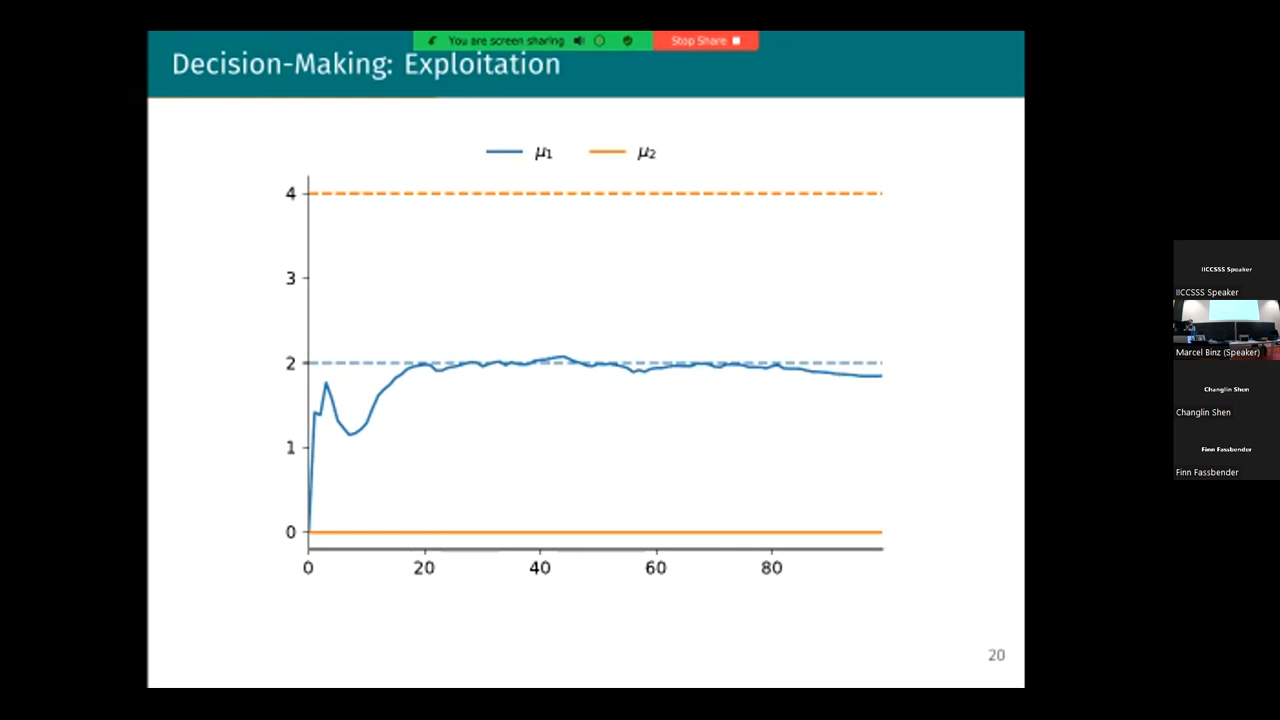 You are screen sharing
Stop Share
Decision-Making: Exploitation
μ1 μ2
4
3
2
1
0
0 20 40 60 80
20
IICCSSS Speaker
IICCSSS Speaker
Marcel Binz (Speaker)
Changlin Shen
Changlin Shen
Finn Fassbender
Finn Fassbender